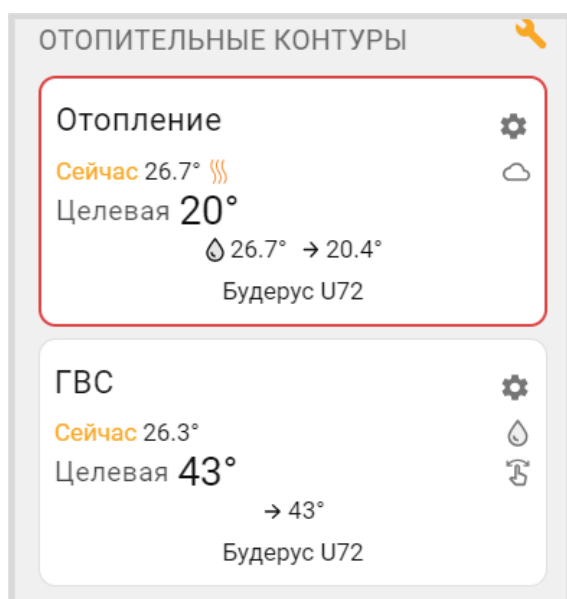 ОТОПИТЕЛЬНЫЕ КОНТУРЫ
Отопление
Сейчас 26.7°
Целевая 20°
26.7° → 20.4°
Будерус U72
ГВС
Сейчас 26.3°
Целевая 43°
→ 43°
Будерус U72